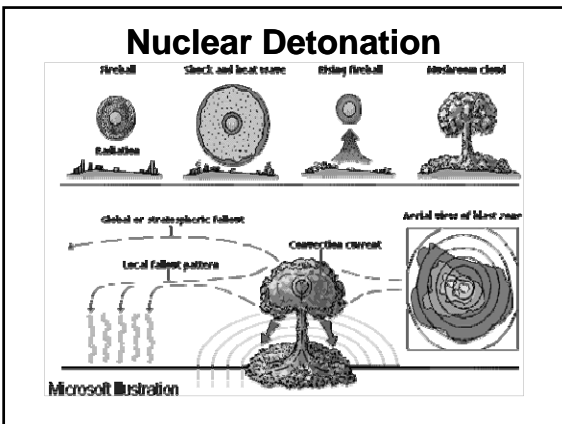 Nuclear Detonation
Fireball
Shock and heat wave
Rising fireball
Mushroom cloud
Radiation
Global or stratospheric fallout
Aerial view of blast zone
Convection current
Local fallout pattern
Microsoft Illustration